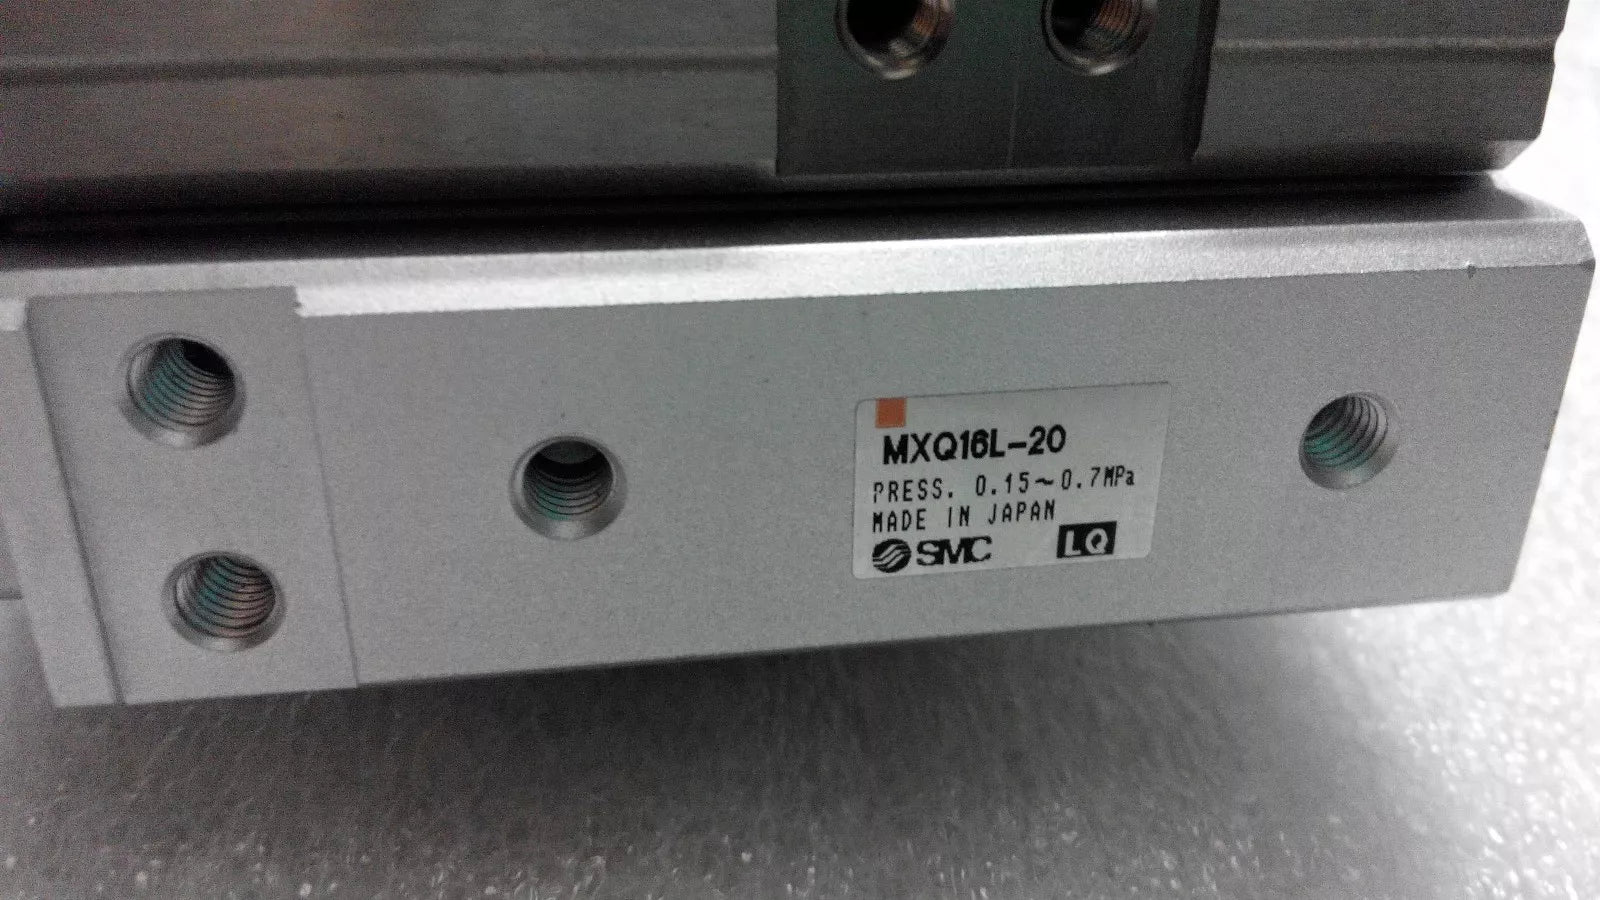 MXQ16L-20
PRESS. 0.15~0.7MPa
MADE IN JAPAN
SMC LQ